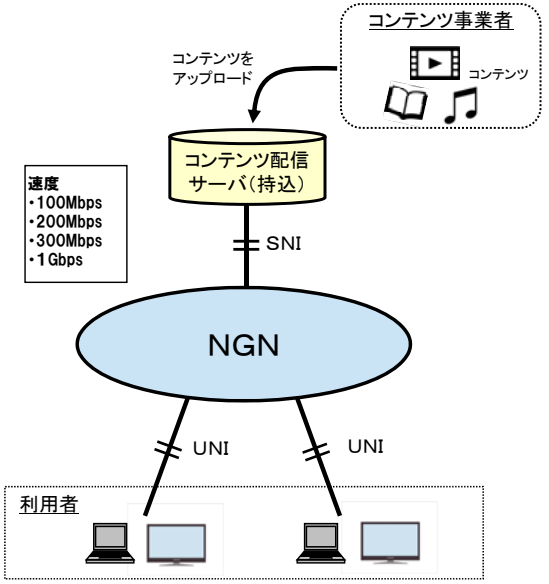 コンテンツ事業者
コンテンツを
アップロード
コンテンツ
コンテンツ配信
サーバ（持込）
速度
・100Mbps
・200Mbps
・300Mbps
・1Gbps
SNI
NGN
UNI
UNI
利用者